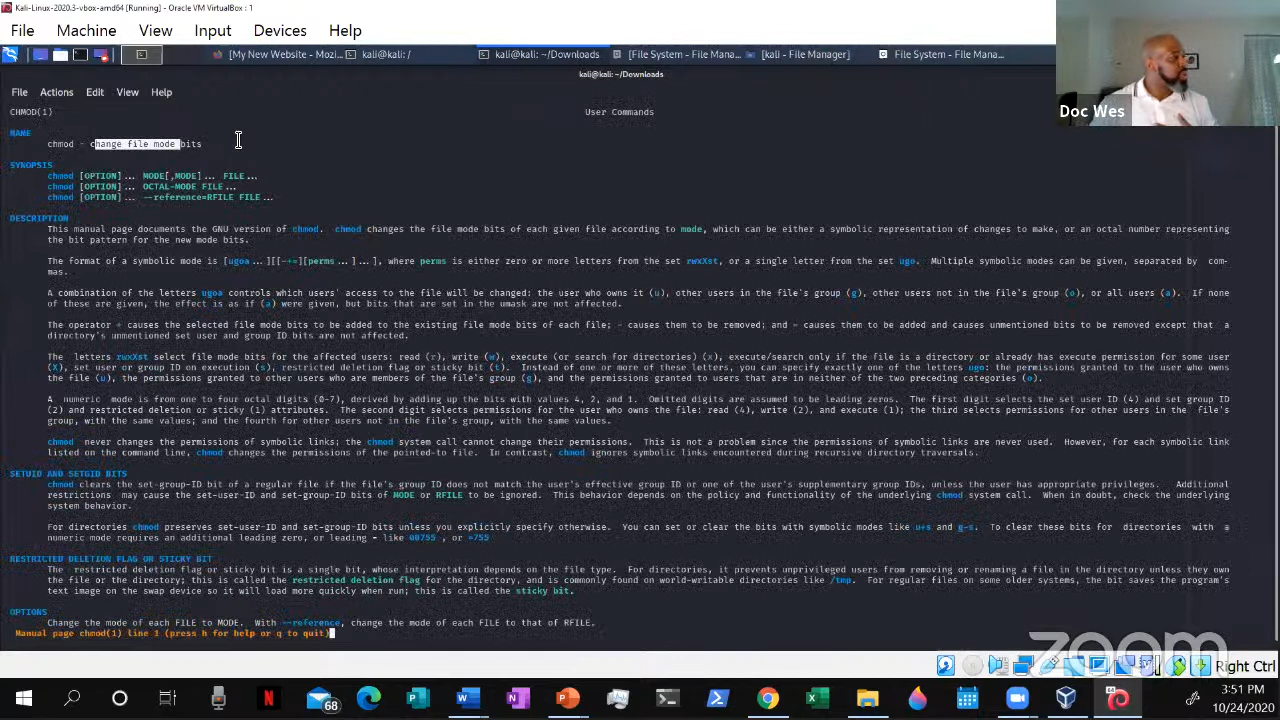 Kali-Linux-2020.3-vbox-amd64 [Running] - Oracle VM VirtualBox : 1
File Machine View Input Devices Help
[My New Website - Mozi... kali@kali: / kali@kali: ~/Downloads [File System - File Mana... [kali - File Manager] File System - File Mana...
kali@kali: ~/Downloads
File Actions Edit View Help
Doc Wes
CHMOD(1) User Commands
NAME
chmod - change file mode bits
SYNOPSIS
chmod [OPTION]... MODE[,MODE]... FILE...
chmod [OPTION]... OCTAL-MODE FILE...
chmod [OPTION]... --reference=RFILE FILE...
DESCRIPTION
This manual page documents the GNU version of chmod. chmod changes the file mode bits of each given file according to mode, which can be either a symbolic representation of changes to make, or an octal number representing
the bit pattern for the new mode bits.
The format of a symbolic mode is [ugoa...][[-+=][perms...]...], where perms is either zero or more letters from the set rwxXst, or a single letter from the set ugo. Multiple symbolic modes can be given, separated by com-
mas.
A combination of the letters ugoa controls which users' access to the file will be changed: the user who owns it (u), other users in the file's group (g), other users not in the file's group (o), or all users (a). If none
of these are given, the effect is as if (a) were given, but bits that are set in the umask are not affected.
The operator + causes the selected file mode bits to be added to the existing file mode bits of each file; - causes them to be removed; and = causes them to be added and causes unmentioned bits to be removed except that a
directory's unmentioned set user and group ID bits are not affected.
The letters rwxXst select file mode bits for the affected users: read (r), write (w), execute (or search for directories) (x), execute/search only if the file is a directory or already has execute permission for some user
(X), set user or group ID on execution (s), restricted deletion flag or sticky bit (t). Instead of one or more of these letters, you can specify exactly one of the letters ugo: the permissions granted to the user who owns
the file (u), the permissions granted to other users who are members of the file's group (g), and the permissions granted to users that are in neither of the two preceding categories (o).
A numeric mode is from one to four octal digits (0-7), derived by adding up the bits with values 4, 2, and 1. Omitted digits are assumed to be leading zeros. The first digit selects the set user ID (4) and set group ID
(2) and restricted deletion or sticky (1) attributes. The second digit selects permissions for the user who owns the file: read (4), write (2), and execute (1); the third selects permissions for other users in the file's
group, with the same values; and the fourth for other users not in the file's group, with the same values.
chmod never changes the permissions of symbolic links; the chmod system call cannot change their permissions. This is not a problem since the permissions of symbolic links are never used. However, for each symbolic link
listed on the command line, chmod changes the permissions of the pointed-to file. In contrast, chmod ignores symbolic links encountered during recursive directory traversals.
SETUID AND SETGID BITS
chmod clears the set-group-ID bit of a regular file if the file's group ID does not match the user's effective group ID or one of the user's supplementary group IDs, unless the user has appropriate privileges. Additional
restrictions may cause the set-user-ID and set-group-ID bits of MODE or RFILE to be ignored. This behavior depends on the policy and functionality of the underlying chmod system call. When in doubt, check the underlying
system behavior.
For directories chmod preserves set-user-ID and set-group-ID bits unless you explicitly specify otherwise. You can set or clear the bits with symbolic modes like u+s and g-s. To clear these bits for directories with a
numeric mode requires an additional leading zero, or leading = like 00755 , or =755
RESTRICTED DELETION FLAG OR STICKY BIT
The restricted deletion flag or sticky bit is a single bit, whose interpretation depends on the file type. For directories, it prevents unprivileged users from removing or renaming a file in the directory unless they own
the file or the directory; this is called the restricted deletion flag for the directory, and is commonly found on world-writable directories like /tmp. For regular files on some older systems, the bit saves the program's
text image on the swap device so it will load more quickly when run; this is called the sticky bit.
OPTIONS
Change the mode of each FILE to MODE. With --reference, change the mode of each FILE to that of RFILE.
Manual page chmod(1) line 1 (press h for help or q to quit)
zoom
Right Ctrl
68
3:51 PM
10/24/2020